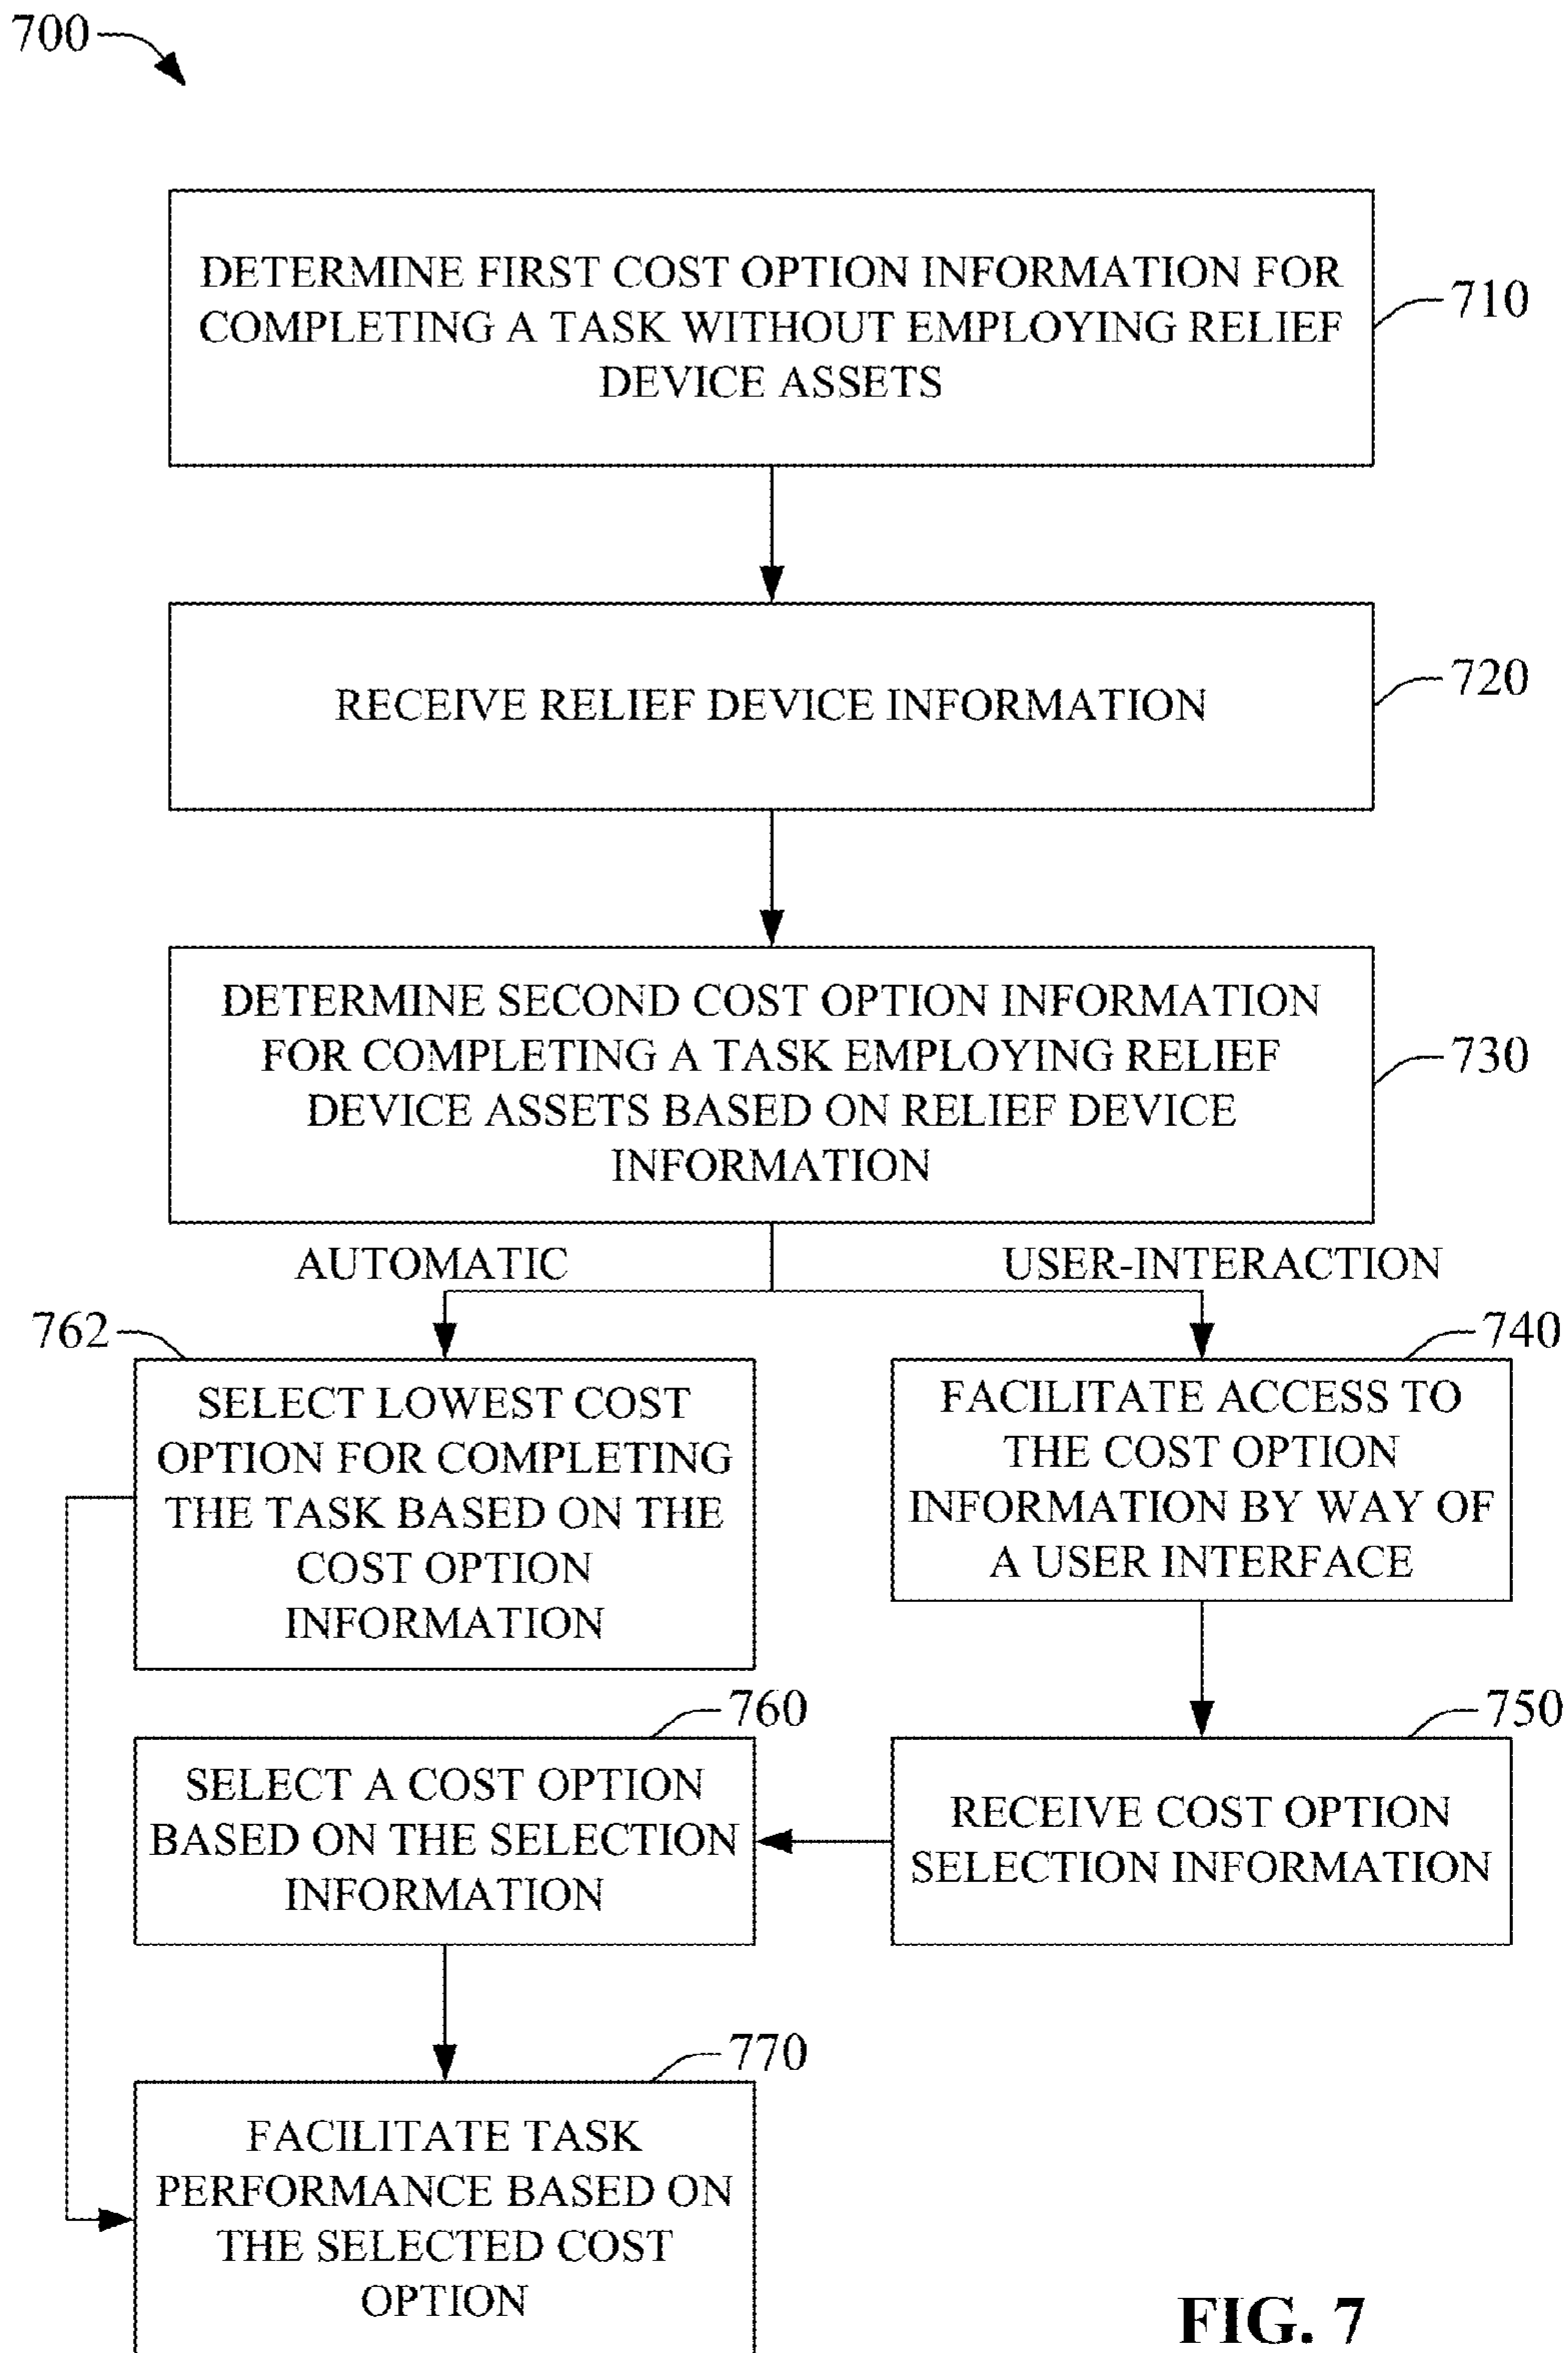 700
DETERMINE FIRST COST OPTION INFORMATION FOR
COMPLETING A TASK WITHOUT EMPLOYING RELIEF
DEVICE ASSETS
710
RECEIVE RELIEF DEVICE INFORMATION
720
DETERMINE SECOND COST OPTION INFORMATION
FOR COMPLETING A TASK EMPLOYING RELIEF
DEVICE ASSETS BASED ON RELIEF DEVICE
INFORMATION
730
AUTOMATIC
USER-INTERACTION
762
SELECT LOWEST COST
OPTION FOR COMPLETING
THE TASK BASED ON THE
COST OPTION
INFORMATION
740
FACILITATE ACCESS TO
THE COST OPTION
INFORMATION BY WAY OF
A USER INTERFACE
760
SELECT A COST OPTION
BASED ON THE SELECTION
INFORMATION
750
RECEIVE COST OPTION
SELECTION INFORMATION
770
FACILITATE TASK
PERFORMANCE BASED ON
THE SELECTED COST
OPTION
FIG. 7